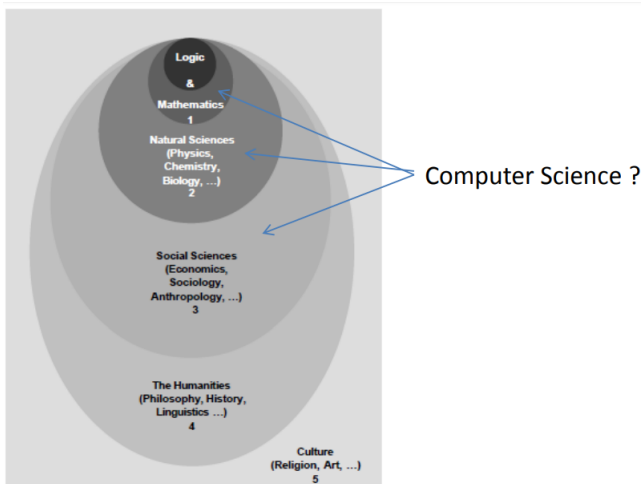 Logic
&
Mathematics
1
Natural Sciences
(Physics,
Chemistry,
Biology, ...)
2
Computer Science ?
Social Sciences
(Economics,
Sociology,
Anthropology, ...)
3
The Humanities
(Philosophy, History,
Linguistics ...)
4
Culture
(Religion, Art, ...)
5